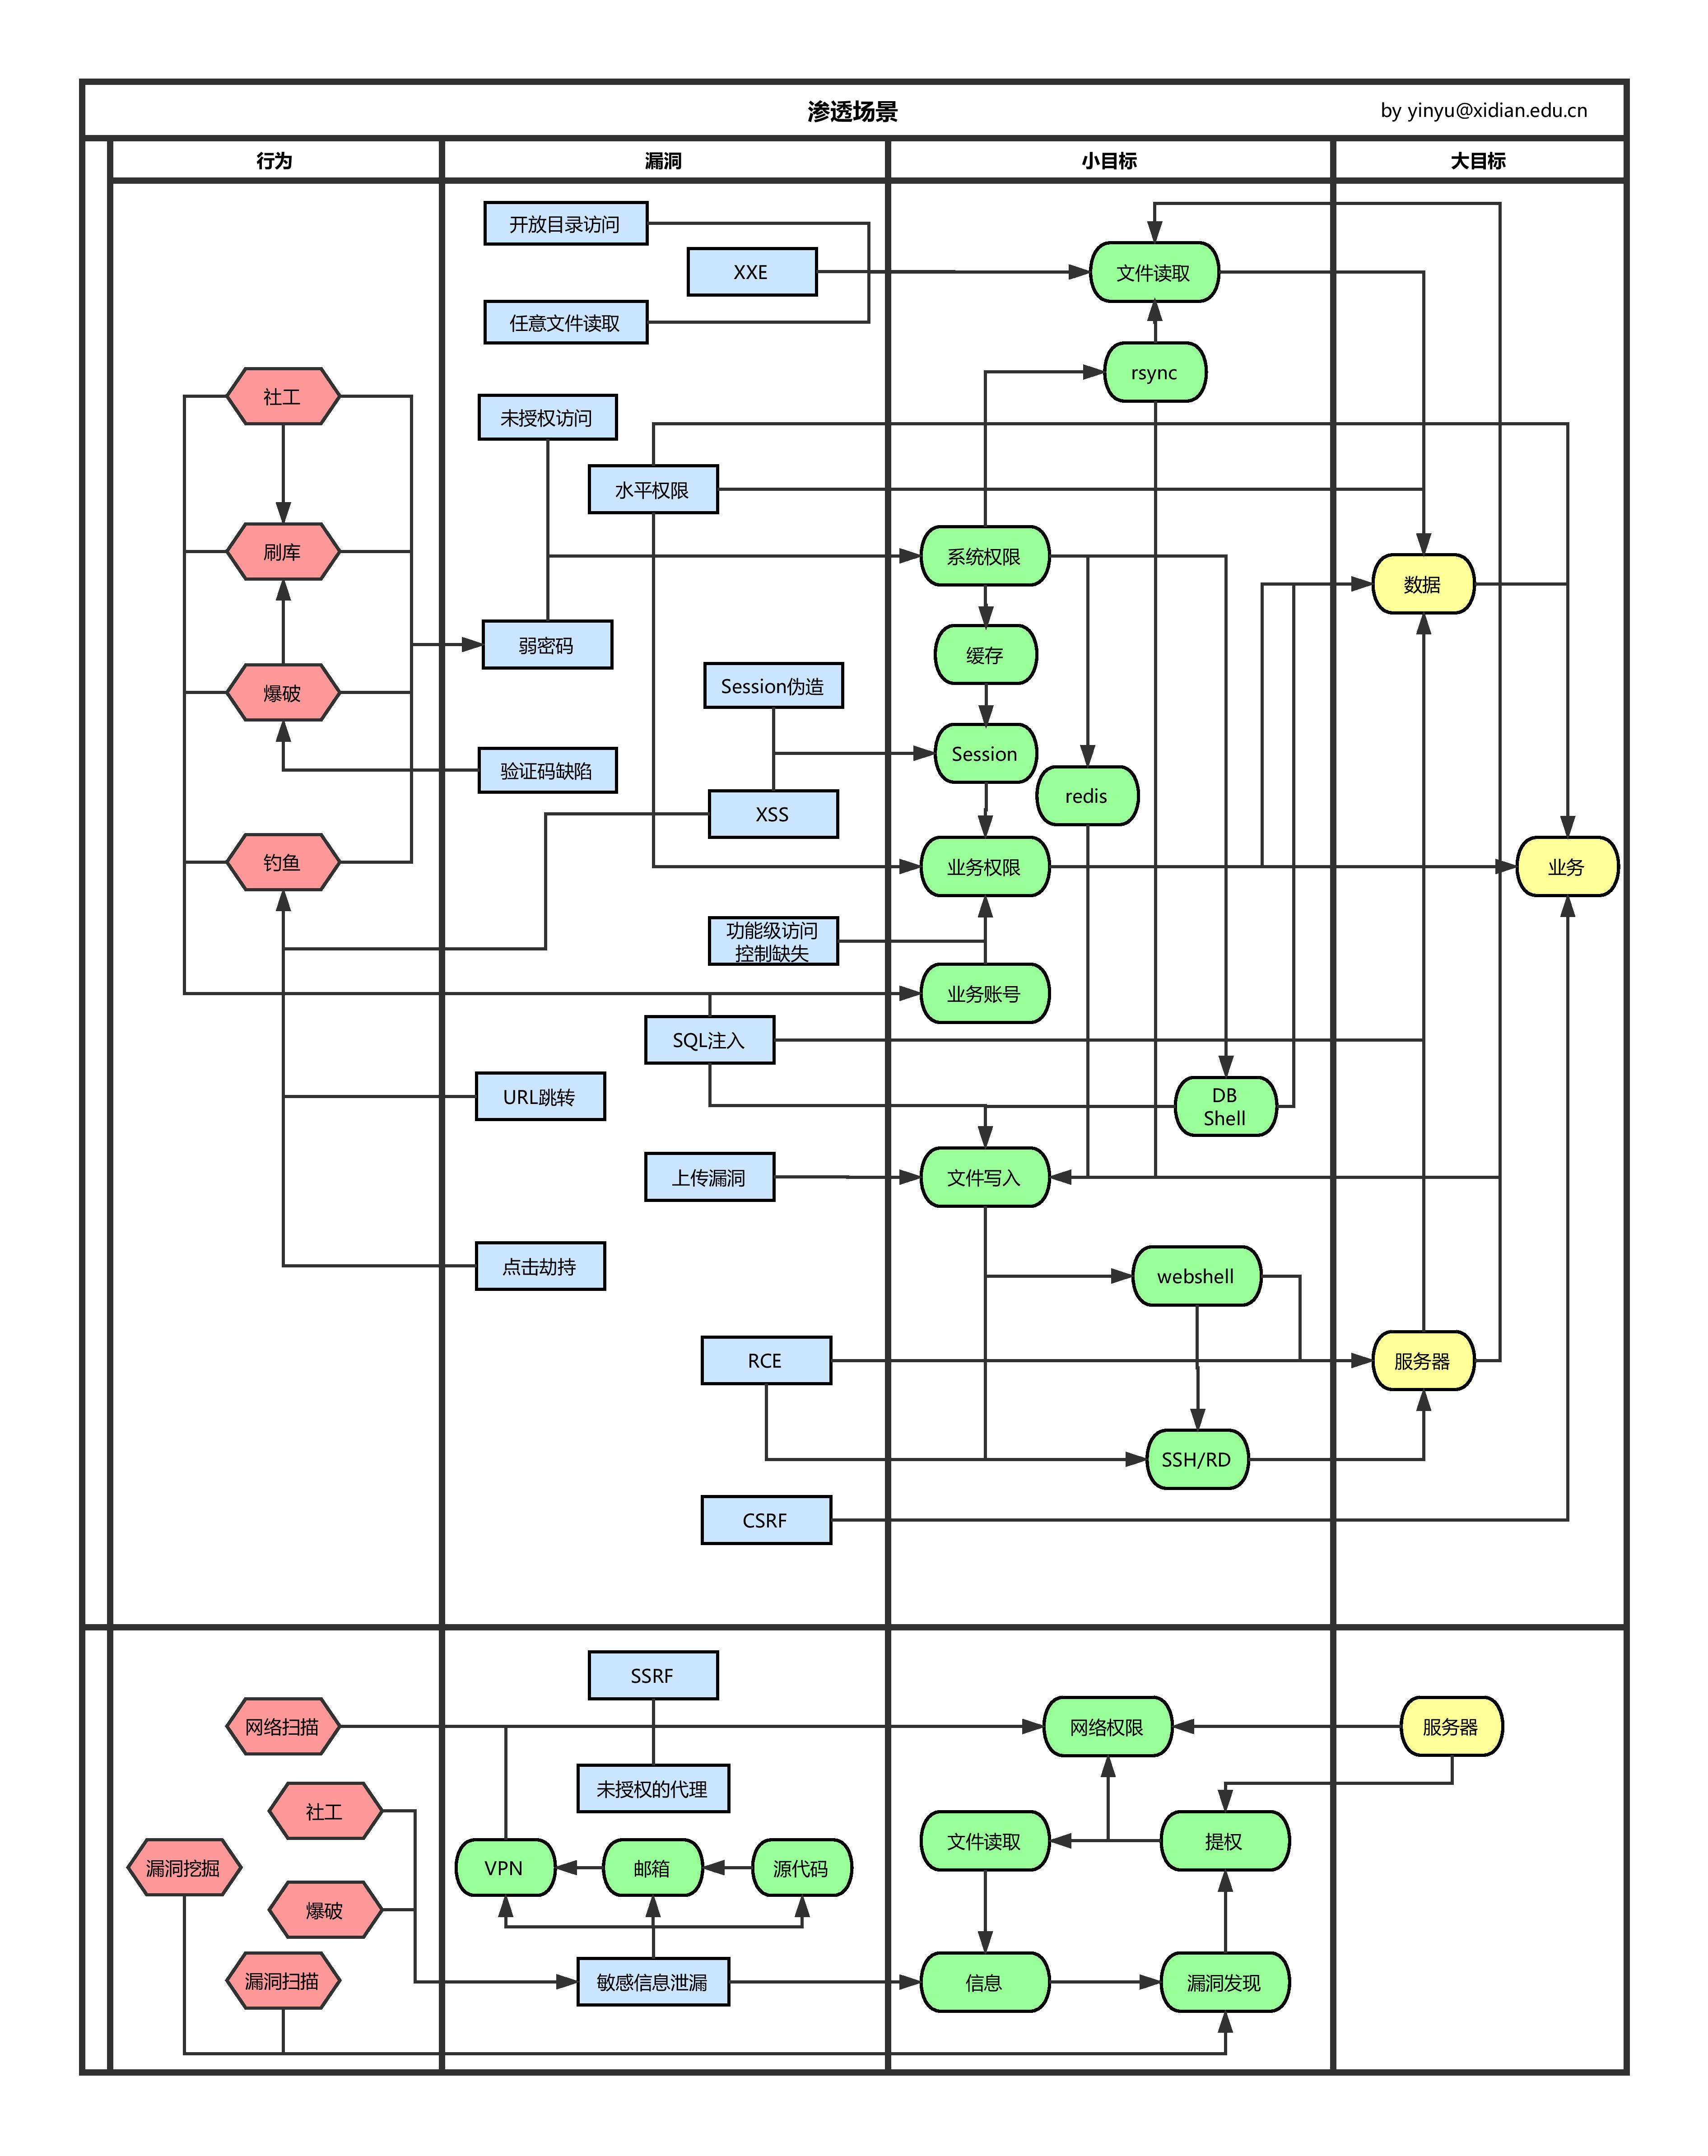 渗透场景
by yinyu@xidian.edu.cn
行为
漏洞
小目标
大目标
开放目录访问
XXE
文件读取
任意文件读取
rsync
社工
未授权访问
水平权限
刷库
系统权限
数据
弱密码
缓存
爆破
Session伪造
Session
验证码缺陷
redis
XSS
钓鱼
业务权限
业务
功能级访问
控制缺失
业务账号
SQL注入
URL跳转
DB
Shell
上传漏洞
文件写入
点击劫持
webshell
RCE
服务器
SSH/RD
CSRF
SSRF
网络扫描
网络权限
服务器
未授权的代理
社工
文件读取
提权
漏洞挖掘
VPN
邮箱
源代码
爆破
漏洞扫描
敏感信息泄漏
信息
漏洞发现